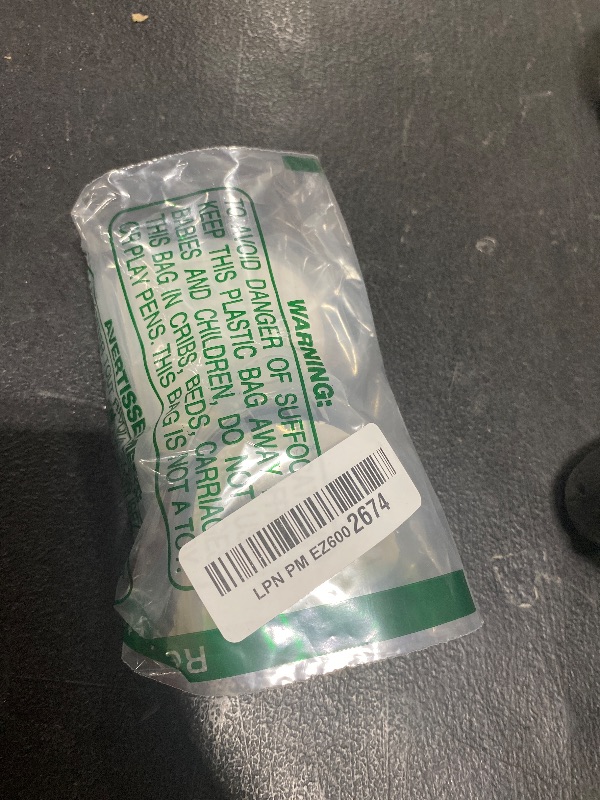 WARNING:
TO AVOID DANGER OF SUFFOC
KEEP THIS PLASTIC BAG AWAY
BABIES AND CHILDREN. DO NOT
THIS BAG IN CRIBS, BEDS, CARRIAG
OR PLAY PENS. THIS BAG IS NOT A TO
AVERTISSE
LPN PM EZ6002674
Re